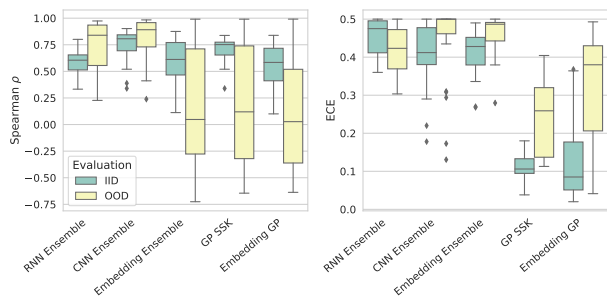 1.00
0.75
0.50
0.25
0.00
−0.25
−0.50
−0.75
Spearman ρ
Evaluation
IID
OOD
RNN Ensemble
CNN Ensemble
Embedding Ensemble
GP SSK
Embedding GP
0.5
0.4
0.3
0.2
0.1
0.0
ECE
RNN Ensemble
CNN Ensemble
Embedding Ensemble
GP SSK
Embedding GP